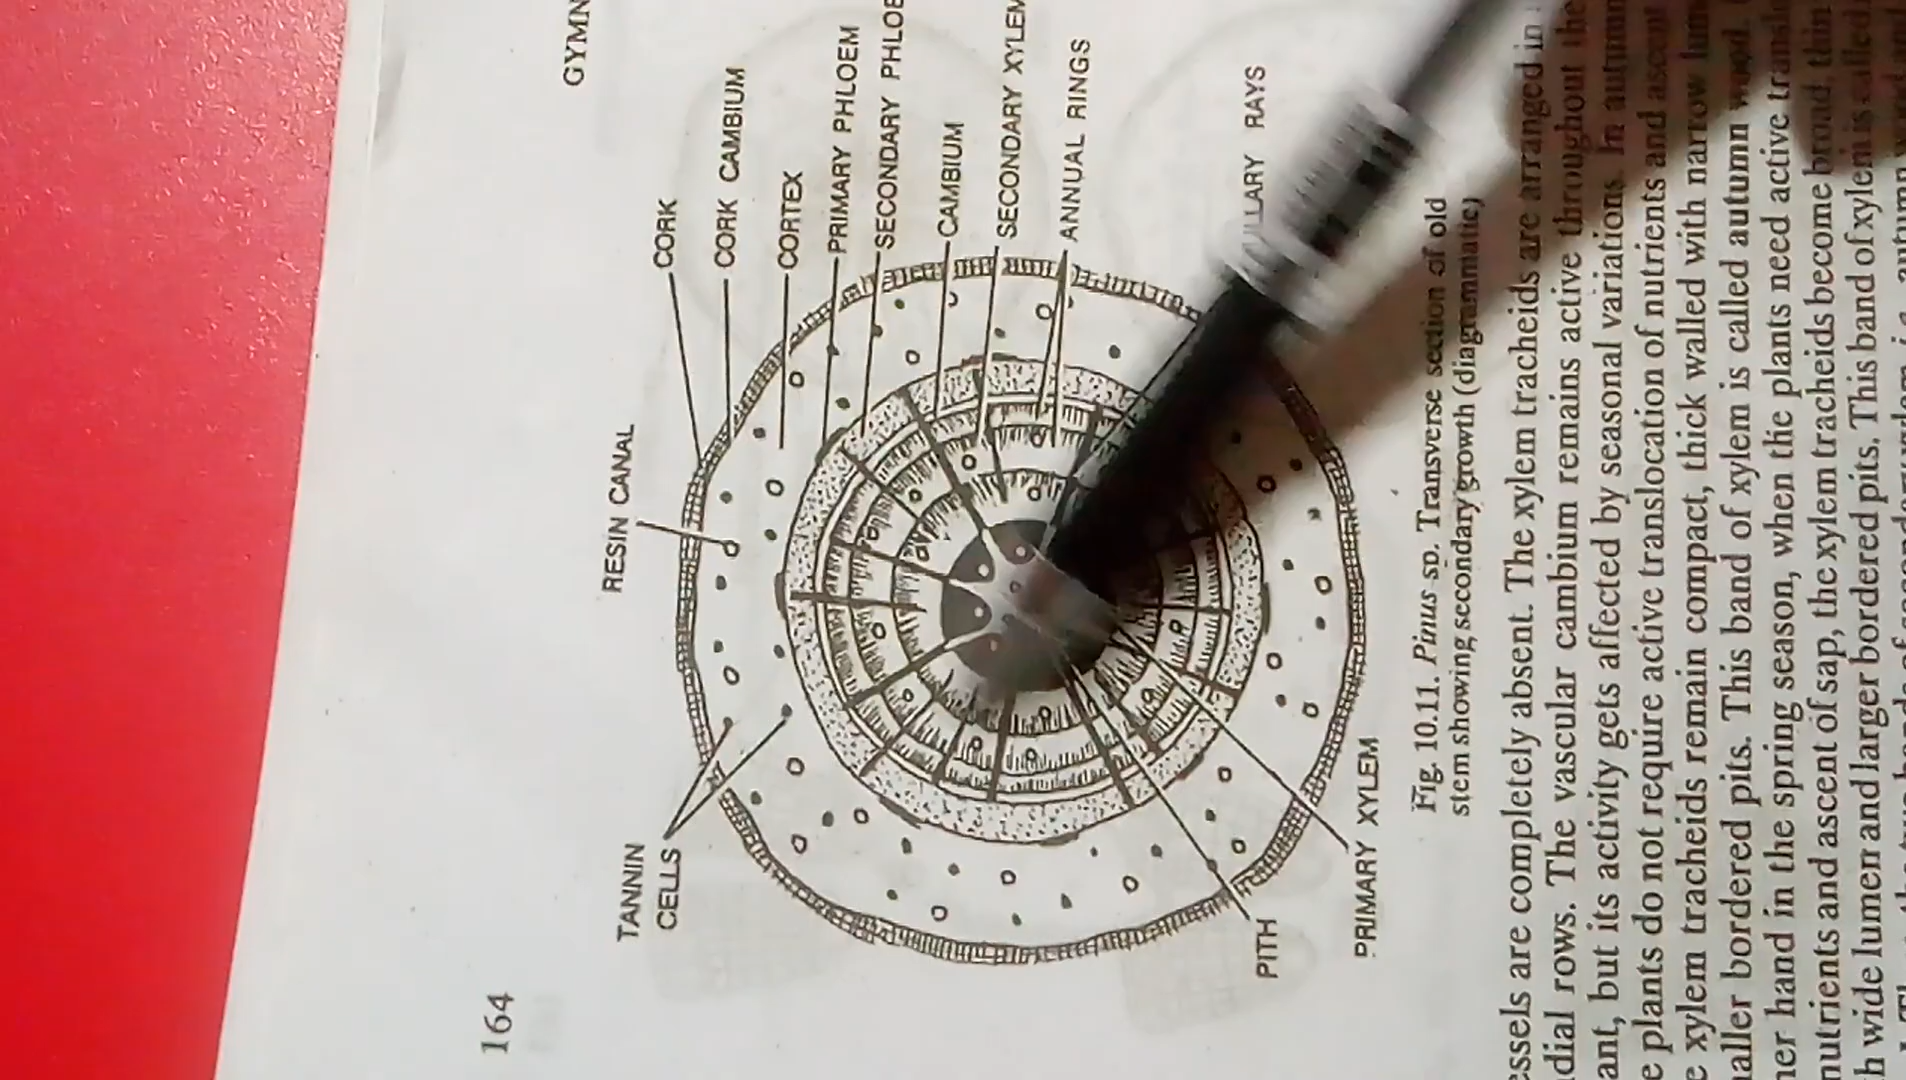 164
GYMN
TANNIN
CELLS
RESIN CANAL
CORK
CORK CAMBIUM
CORTEX
PRIMARY PHLOEM
SECONDARY PHLOE
CAMBIUM
SECONDARY XYLEM
ANNUAL RINGS
LLARY RAYS
PITH
PRIMARY XYLEM
Fig. 10.11. Pinus sp. Transverse section of old
stem showing secondary growth (diagrammatic)
essels are completely absent. The xylem tracheids are arranged in
dial rows. The vascular cambium remains active throughout the
ant, but its activity gets affected by seasonal variations. In autumn
e plants do not require active translocation of nutrients and ascent
e xylem tracheids remain compact, thick walled with narrow lum
aller bordered pits. This band of xylem is called autumn wood.
ner hand in the spring season, when the plants need active transl
nutrients and ascent of sap, the xylem tracheids become broad, thin
h wide lumen and larger bordered pits. This band of xylem is called